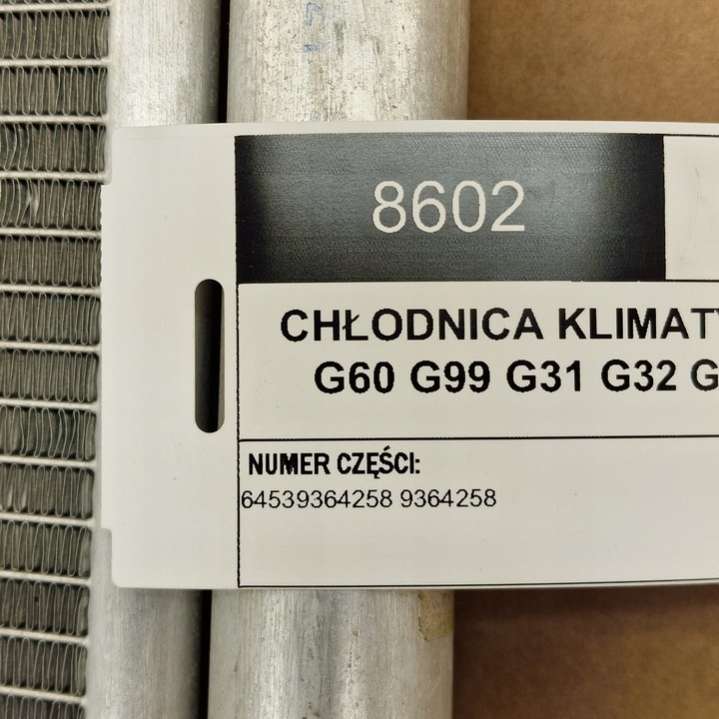 8602
CHŁODNICA KLIMATY
G60 G99 G31 G32 G
NUMER CZĘŚCI:
64539364258 9364258